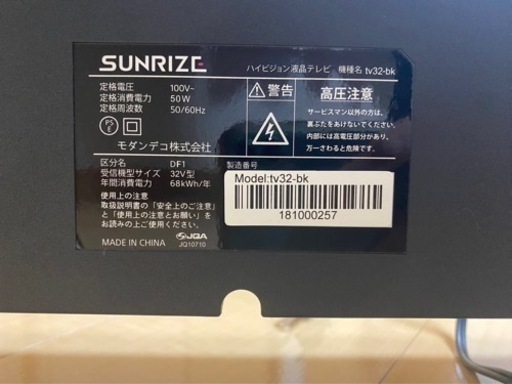 SUNRIZE
ハイビジョン液晶テレビ 機種名 tv32-bk
定格電圧 100V~
定格消費電力 50W
定格周波数 50/60Hz
PS
E
モダンデコ株式会社
警告
高圧注意
サービスマン以外の方は、
裏ぶたをあけないでください。
内部には高電圧部分があり、
万一さわると危険です。
区分名 DF1
受信機型サイズ 32V型
年間消費電力 68kWh/年
使用上の注意
取扱説明書の「安全上のご注意」
と「使用上の注意とお願い」を
お読みください。
MADE IN CHINA
JQA
JQ10710
製造番号
Model:tv32-bk
181000257